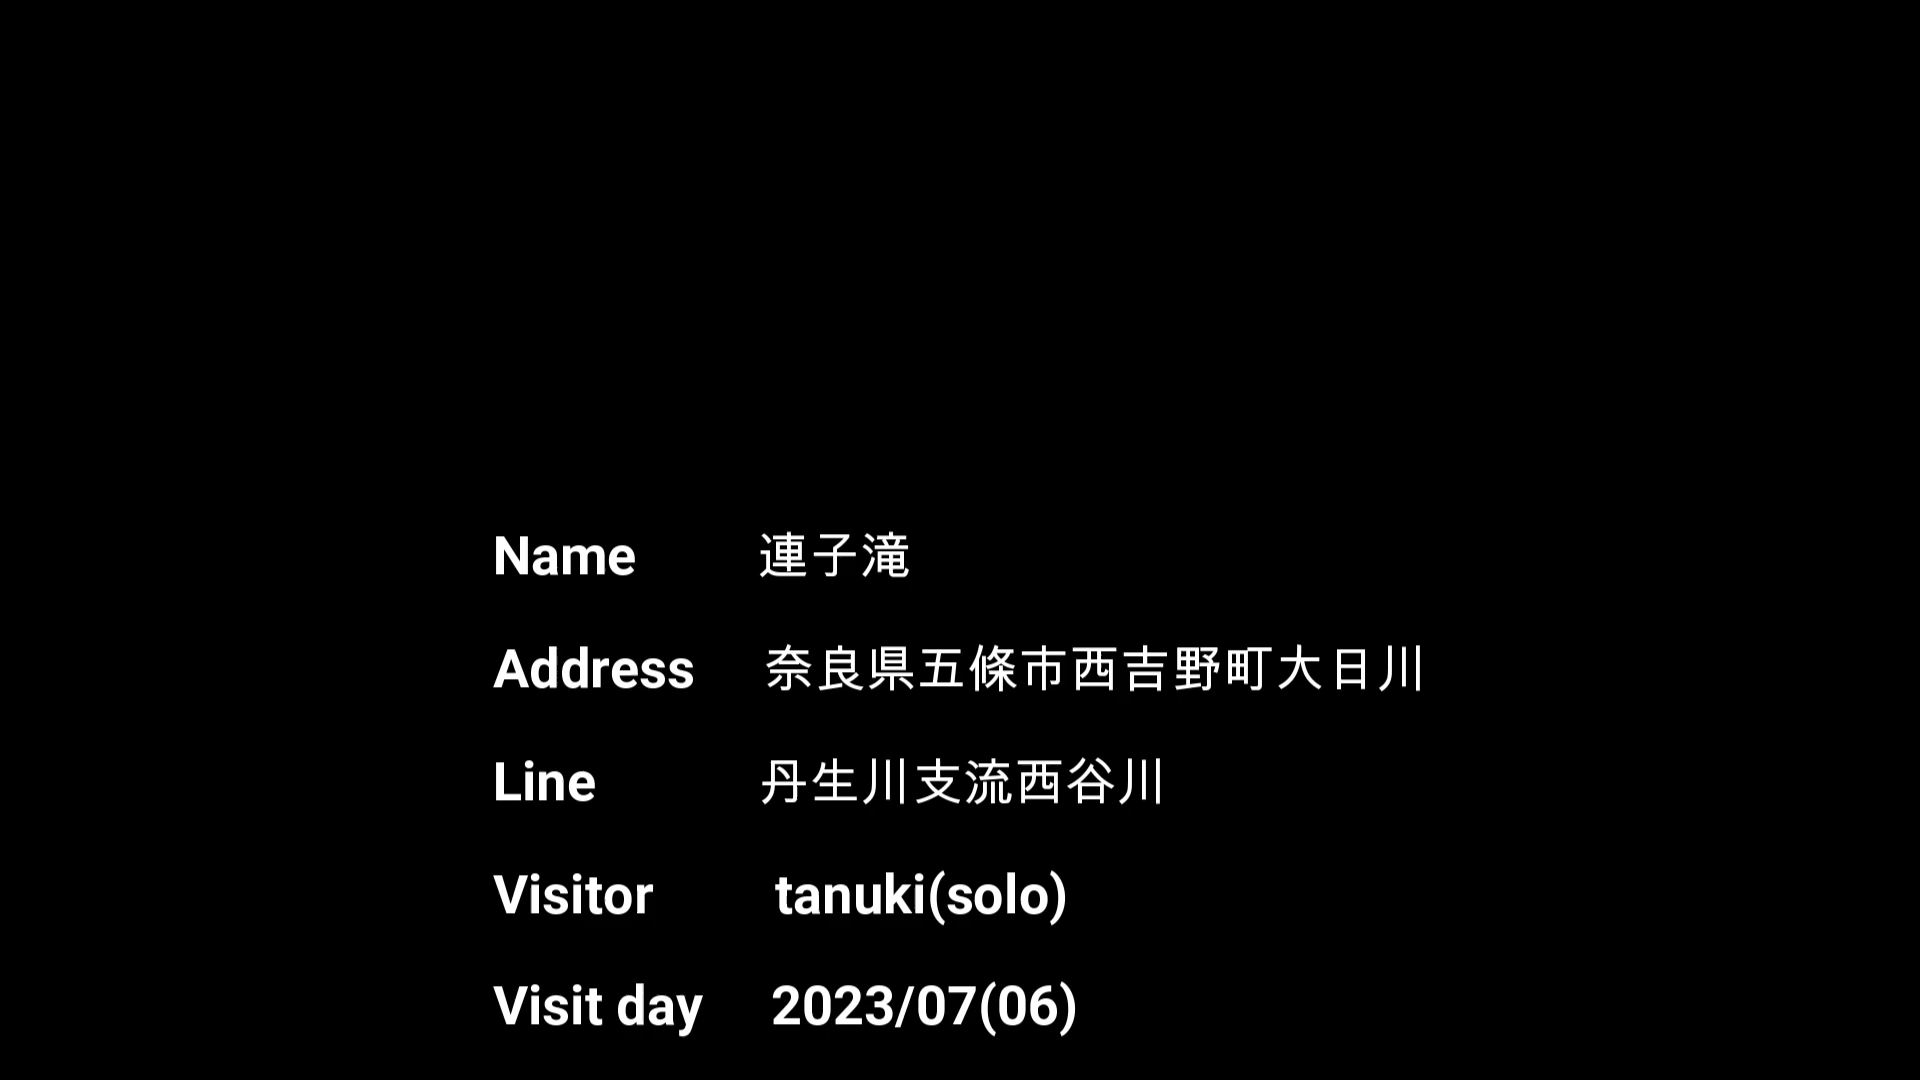 Name 連子滝
Address 奈良県五條市西吉野町大日川
Line 丹生川支流西谷川
Visitor tanuki(solo)
Visit day 2023/07(06)